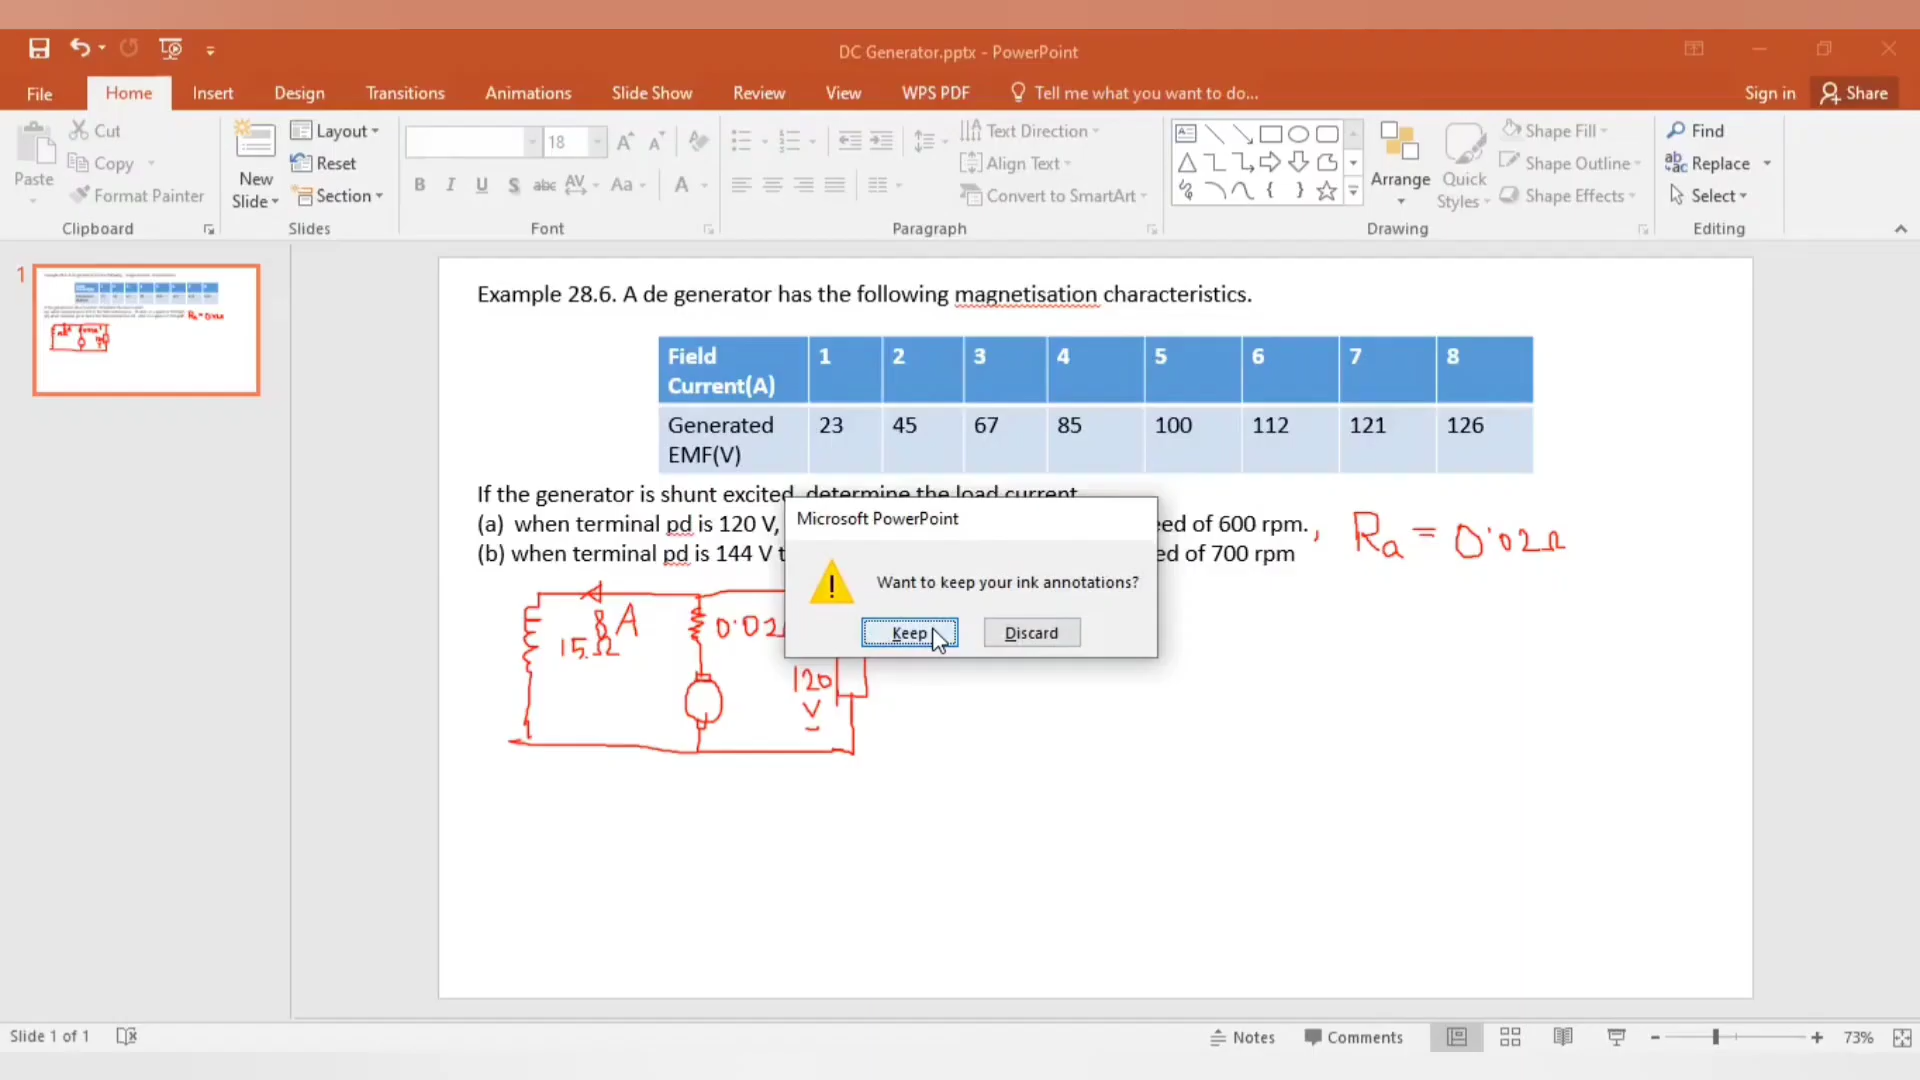 DC Generator.pptx - PowerPoint
File Home Insert Design Transitions Animations Slide Show Review View WPS PDF Tell me what you want to do... Sign in Share
Paste Cut Copy Format Painter Clipboard
New Slide Layout Reset Section Slides
18 B I U S abc AV Aa A Font
Text Direction Align Text Convert to SmartArt Paragraph
Arrange Quick Styles Shape Fill Shape Outline Shape Effects Drawing
Find Replace Select Editing
1
Example 28.6. A de generator has the following magnetisation characteristics.
Field Current(A) 1 2 3 4 5 6 7 8
Generated EMF(V) 23 45 67 85 100 112 121 126
If the generator is shunt excited, determine the load current
(a) when terminal pd is 120 V, ed of 600 rpm. , Ra = 0.02Ω
(b) when terminal pd is 144 V t ed of 700 rpm
Microsoft PowerPoint
Want to keep your ink annotations?
Keep Discard
8 A
15 Ω
0.02
120
V
Slide 1 of 1 Notes Comments 73%